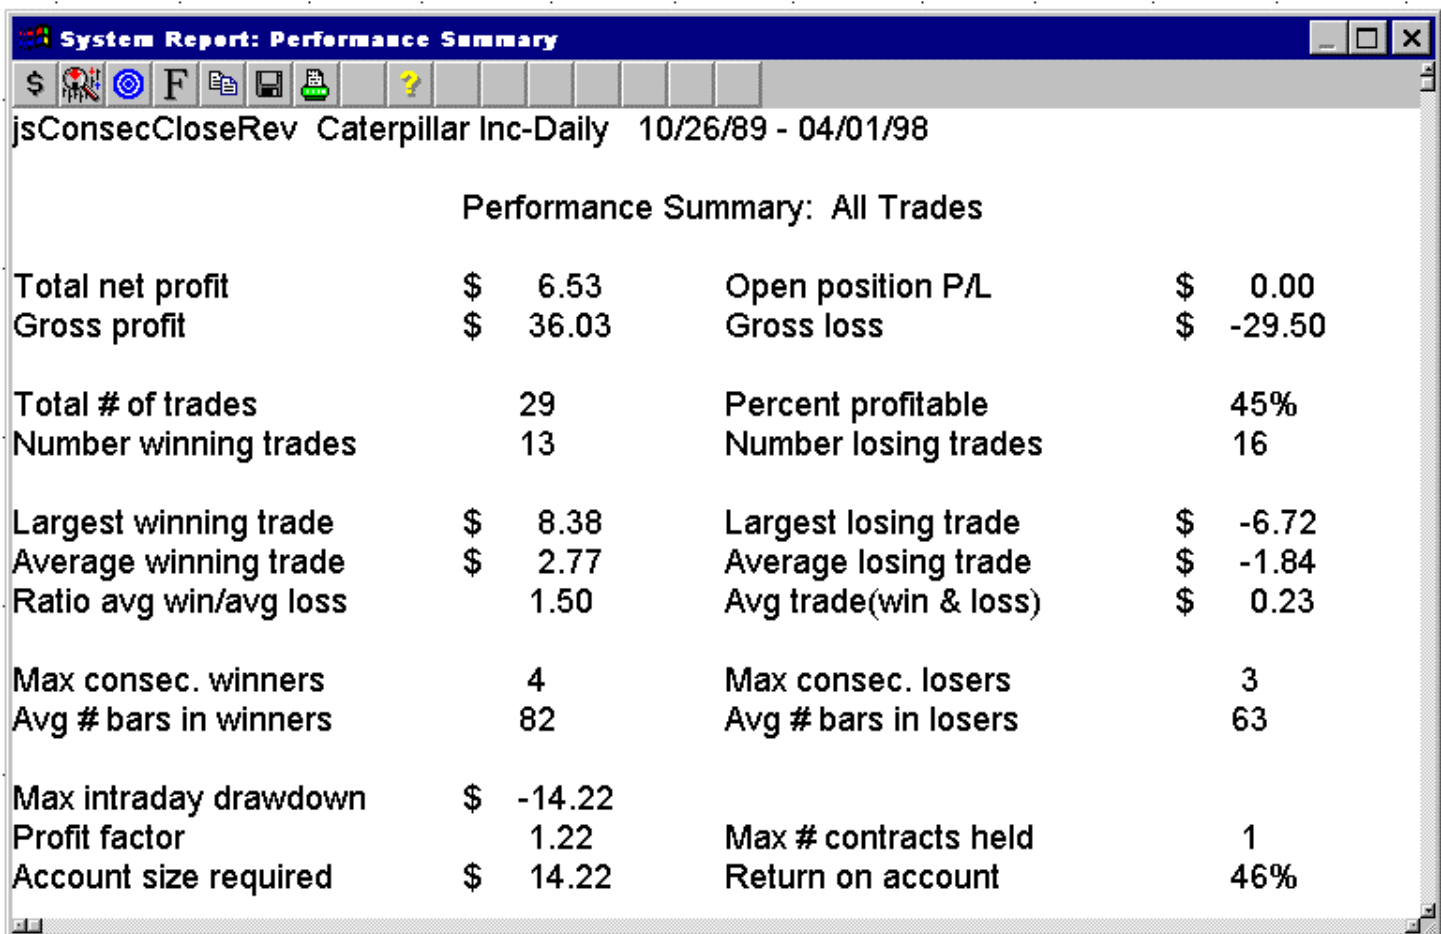 System Report: Performance Summary
$ F ?
jsConsecCloseRev Caterpillar Inc-Daily 10/26/89 - 04/01/98
Performance Summary: All Trades
Total net profit $ 6.53 Open position P/L $ 0.00
Gross profit $ 36.03 Gross loss $ -29.50
Total # of trades 29 Percent profitable 45%
Number winning trades 13 Number losing trades 16
Largest winning trade $ 8.38 Largest losing trade $ -6.72
Average winning trade $ 2.77 Average losing trade $ -1.84
Ratio avg win/avg loss 1.50 Avg trade(win & loss) $ 0.23
Max consec. winners 4 Max consec. losers 3
Avg # bars in winners 82 Avg # bars in losers 63
Max intraday drawdown $ -14.22
Profit factor 1.22 Max # contracts held 1
Account size required $ 14.22 Return on account 46%